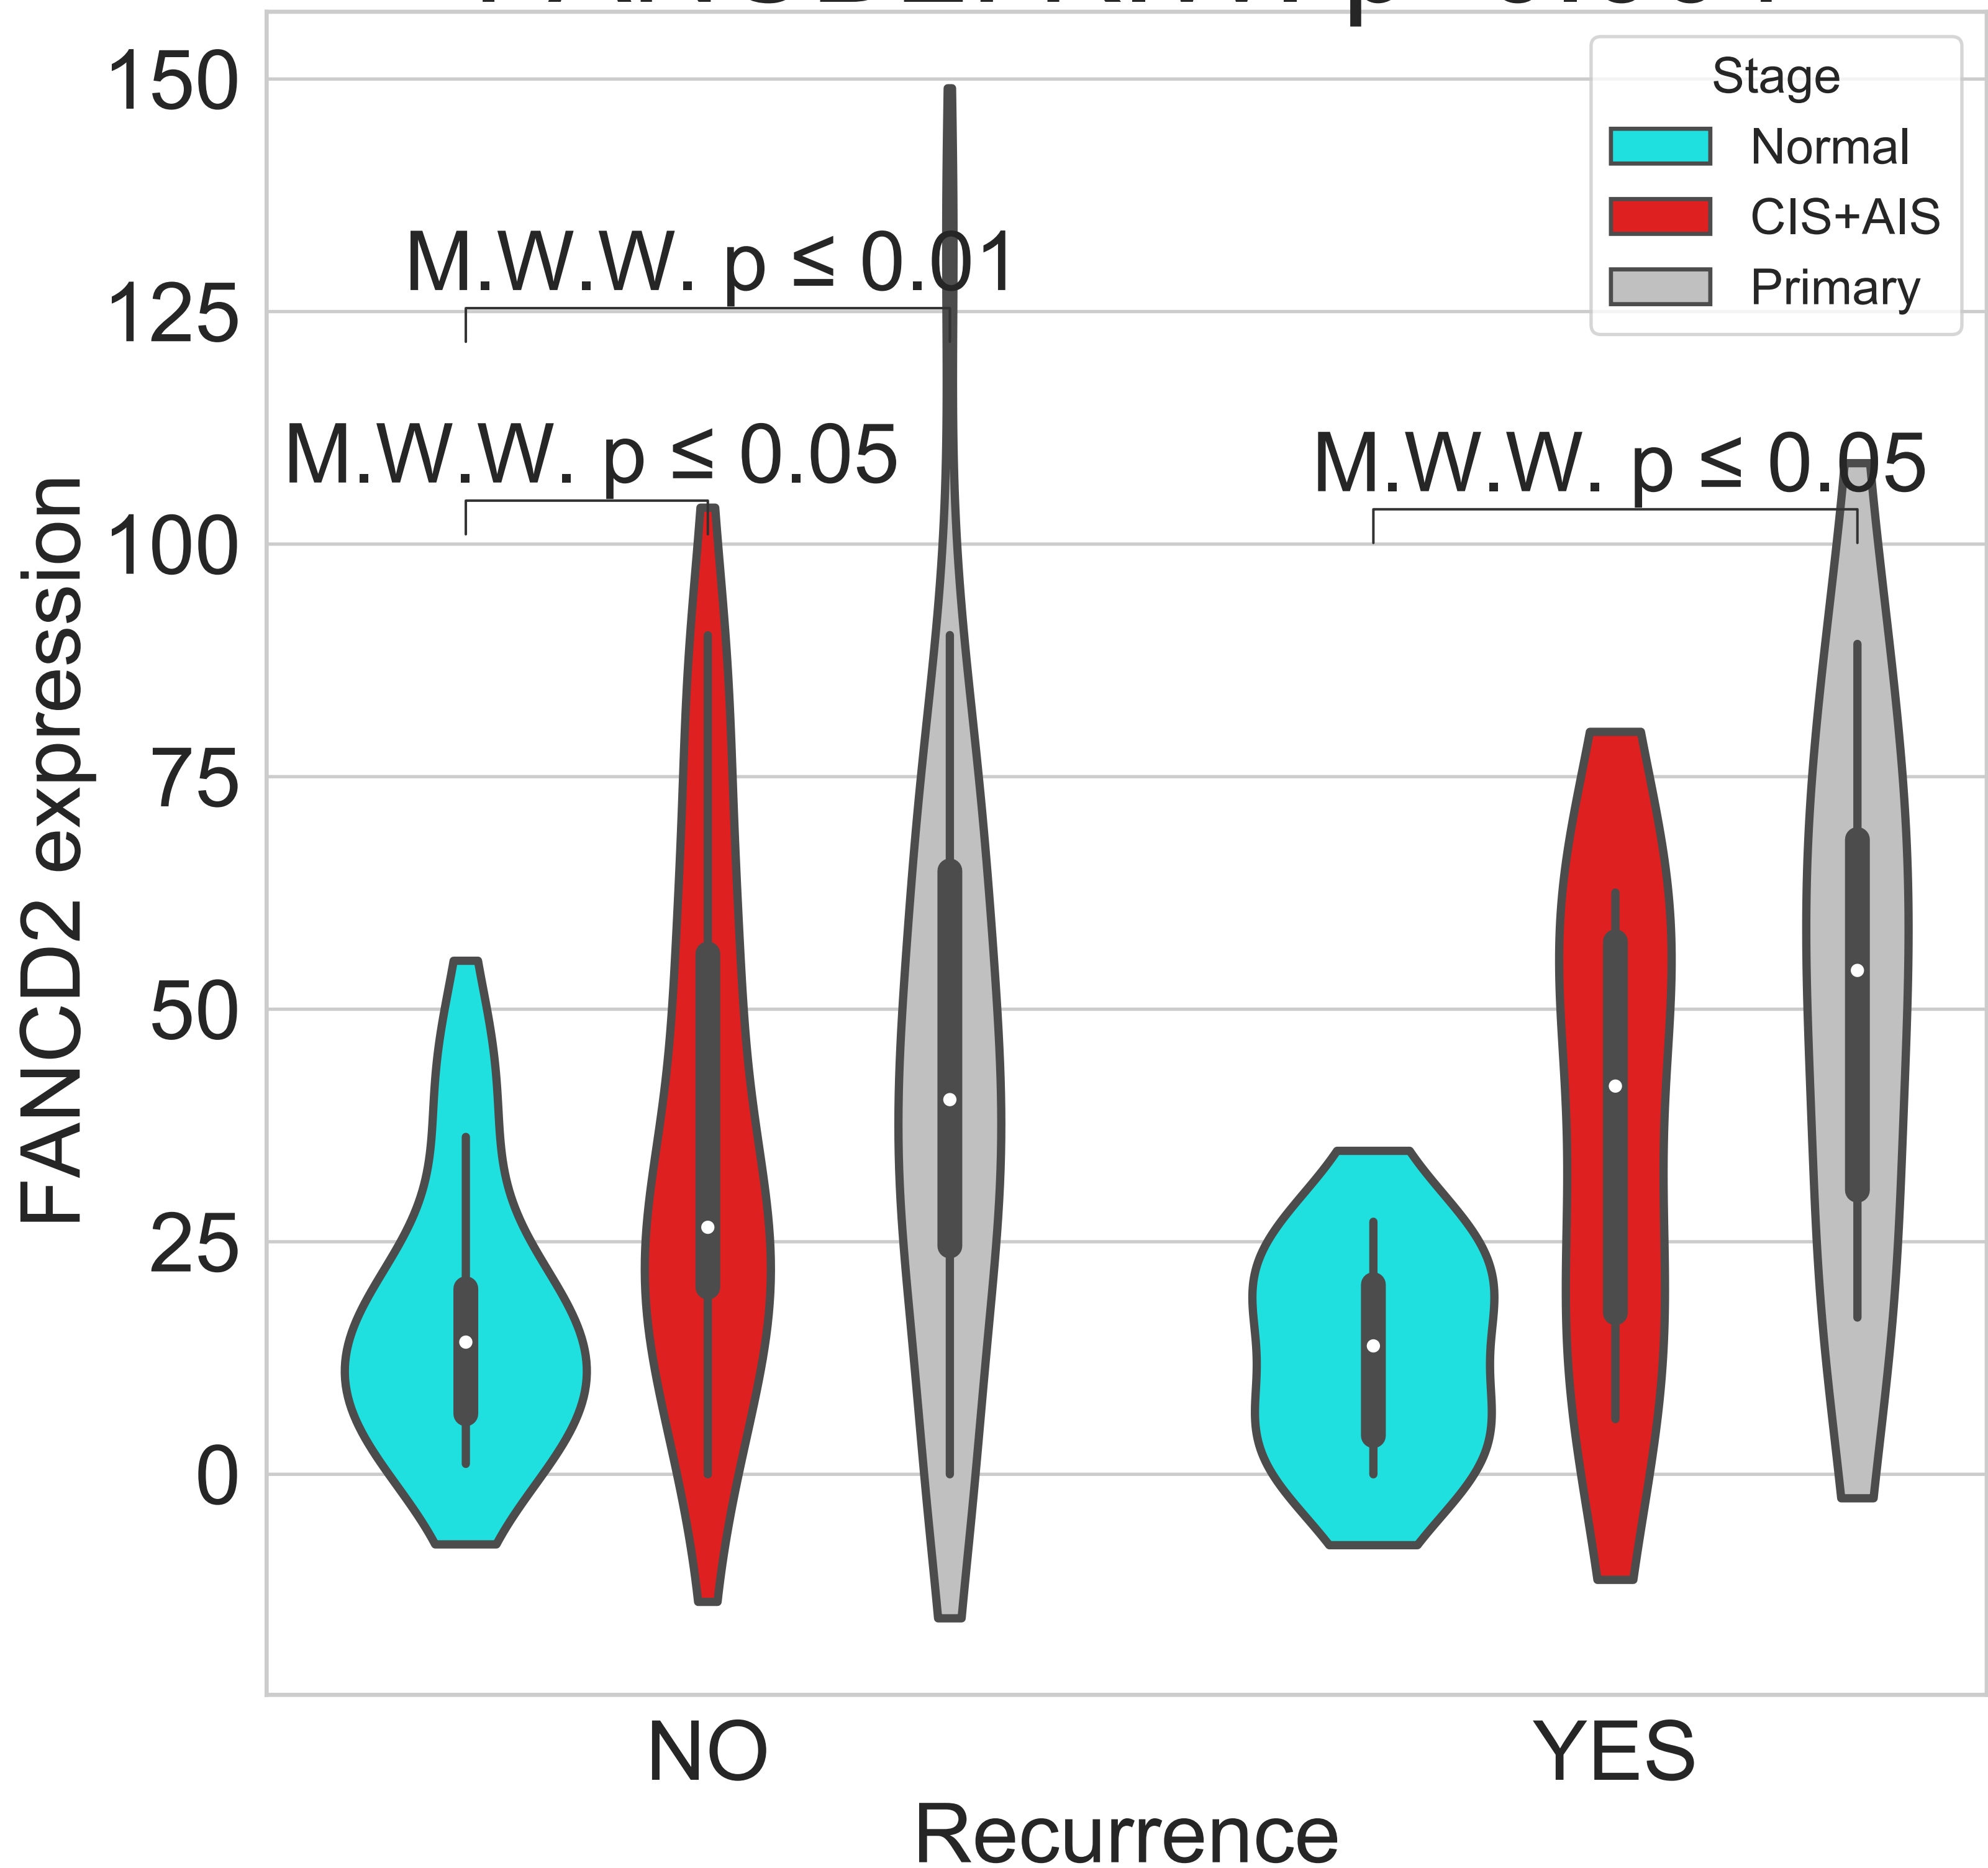 150
125
100
75
50
25
0
FANCD2 expression
M.W.W. p ≤ 0.01
M.W.W. p ≤ 0.05
M.W.W. p ≤ 0.05
Stage
Normal
CIS+AIS
Primary
NO
YES
Recurrence